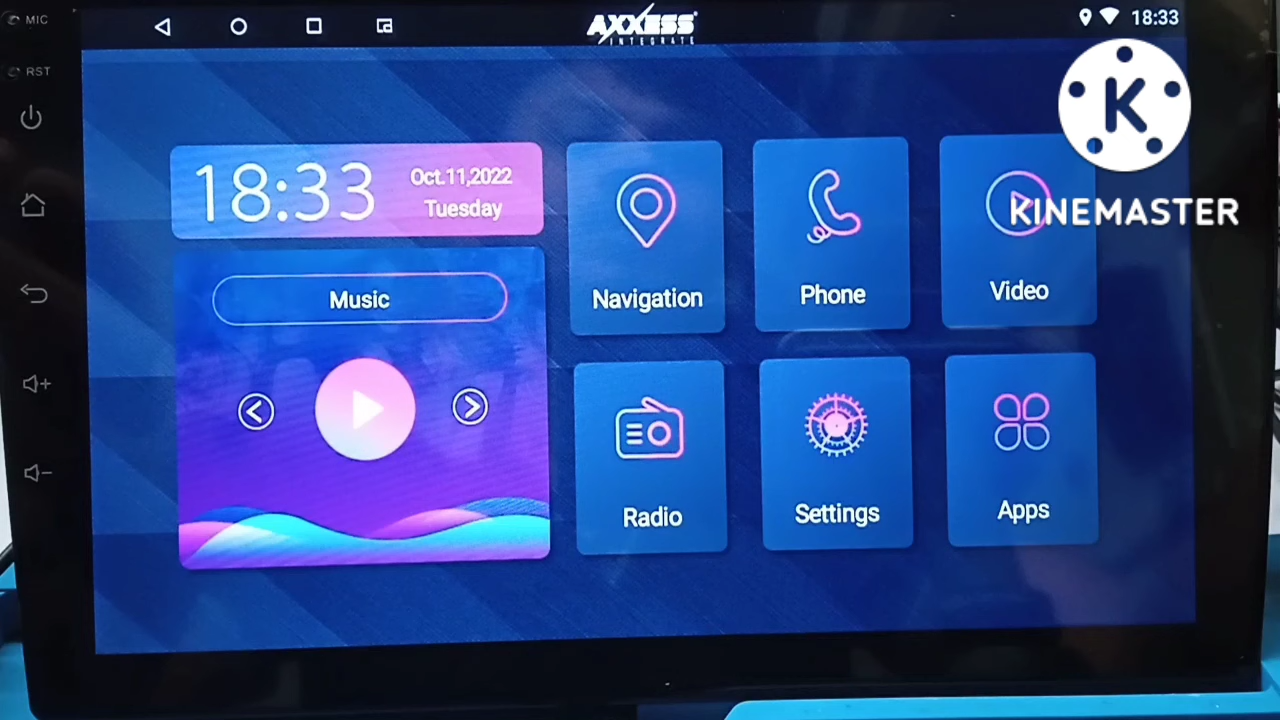 MIC
AXXESS
INTEGRATE
18:33
RST
K
KINEMASTER
18:33
Oct.11,2022
Tuesday
Music
Navigation
Phone
Video
Radio
Settings
Apps